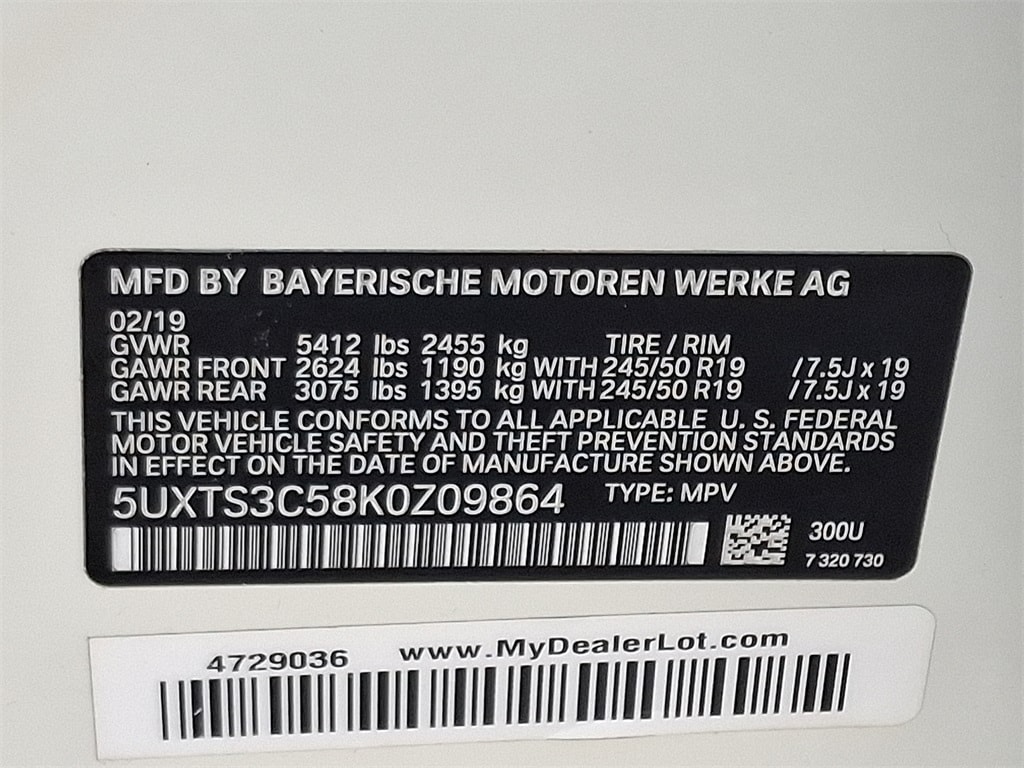 MFD BY BAYERISCHE MOTOREN WERKE AG
02/19
GVWR 5412 lbs 2455 kg TIRE / RIM
GAWR FRONT 2624 lbs 1190 kg WITH 245/50 R19 / 7.5J x 19
GAWR REAR 3075 lbs 1395 kg WITH 245/50 R19 / 7.5J x 19
THIS VEHICLE CONFORMS TO ALL APPLICABLE U. S. FEDERAL
MOTOR VEHICLE SAFETY AND THEFT PREVENTION STANDARDS
IN EFFECT ON THE DATE OF MANUFACTURE SHOWN ABOVE.
5UXTS3C58K0Z09864 TYPE: MPV
300U
7 320 730
4729036 www.MyDealerLot.com